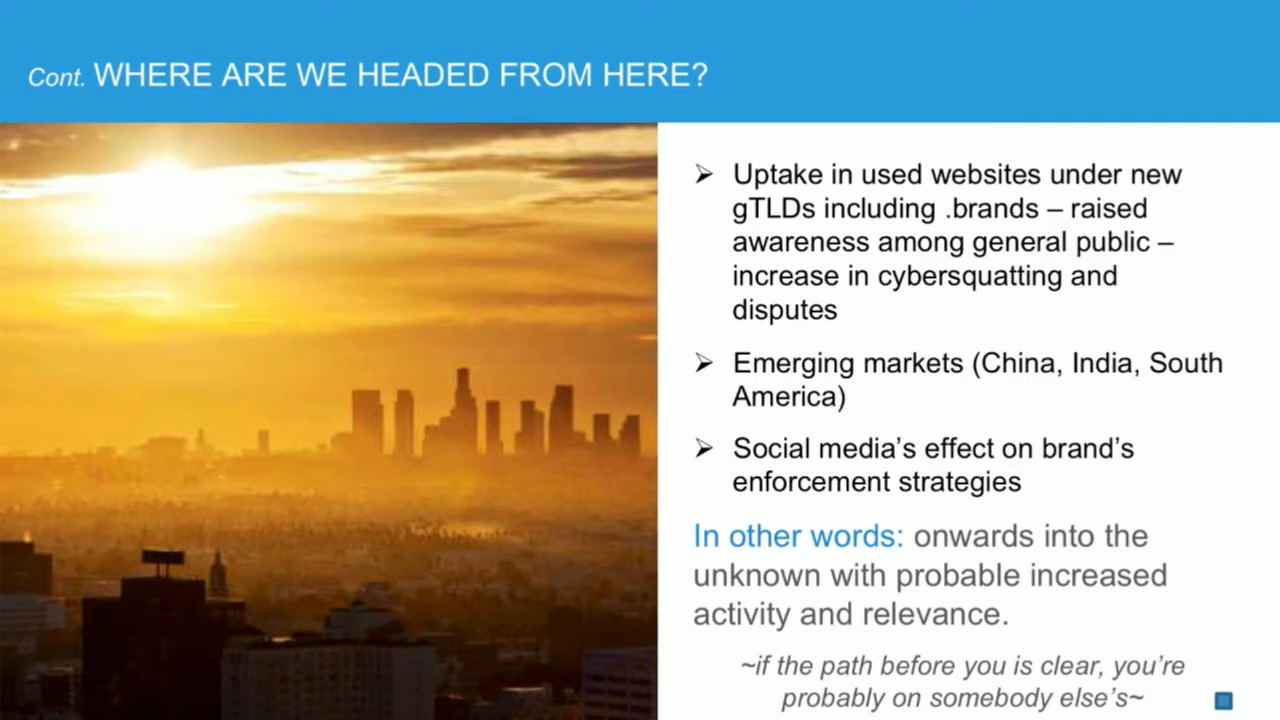 Cont. WHERE ARE WE HEADED FROM HERE?
➢ Uptake in used websites under new
gTLDs including .brands – raised
awareness among general public –
increase in cybersquatting and
disputes
➢ Emerging markets (China, India, South
America)
➢ Social media’s effect on brand’s
enforcement strategies
In other words: onwards into the
unknown with probable increased
activity and relevance.
~if the path before you is clear, you’re
probably on somebody else’s~